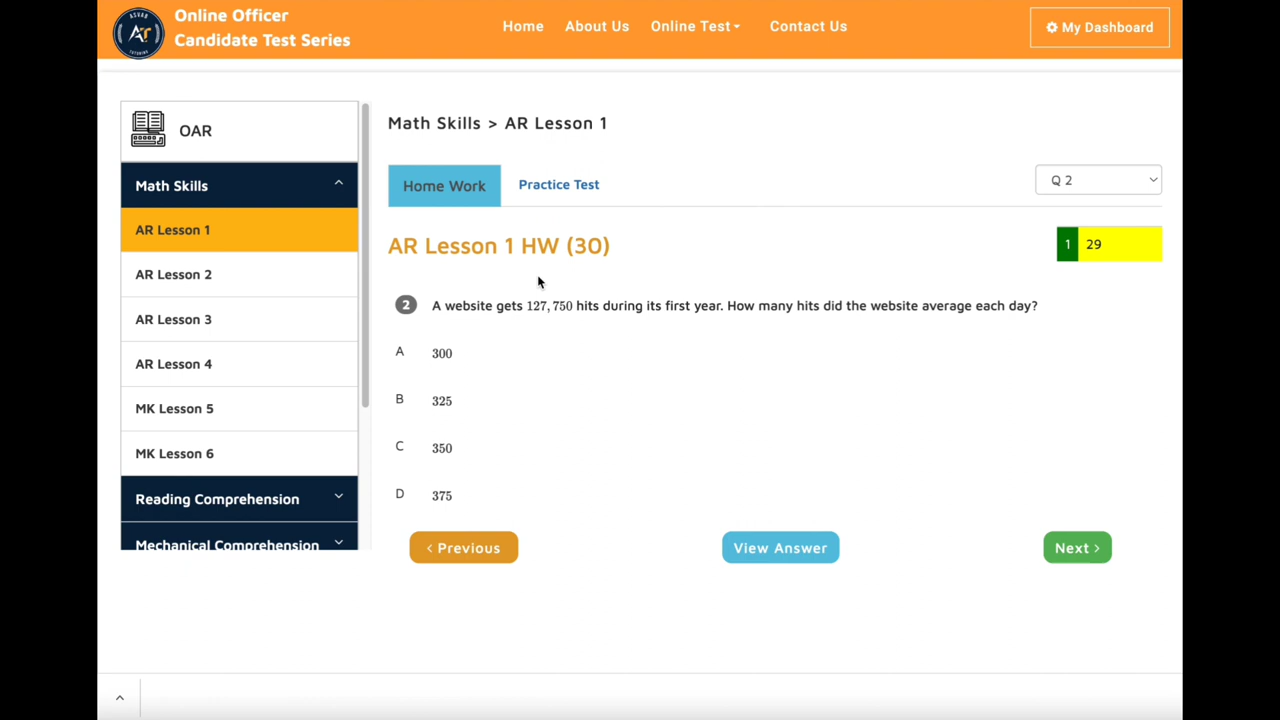 Online Officer
Candidate Test Series
Home
About Us
Online Test
Contact Us
My Dashboard
ASVAB
AT
TUTORING
OAR
Math Skills
AR Lesson 1
AR Lesson 2
AR Lesson 3
AR Lesson 4
MK Lesson 5
MK Lesson 6
Reading Comprehension
Mechanical Comprehension
Math Skills > AR Lesson 1
Home Work
Practice Test
Q 2
AR Lesson 1 HW (30)
1 29
2 A website gets 127,750 hits during its first year. How many hits did the website average each day?
A 300
B 325
C 350
D 375
< Previous
View Answer
Next >